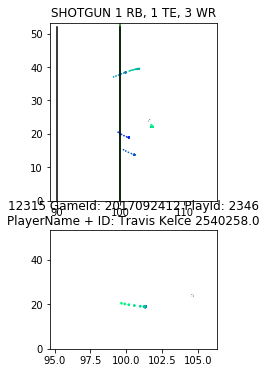 SHOTGUN 1 RB, 1 TE, 3 WR
50
40
30
20
10
0
90 100 110
12315 GameId: 2017092412 PlayId: 2346
PlayerName + ID: Travis Kelce 2540258.0
40
20
0
95.0 97.5 100.0 102.5 105.0